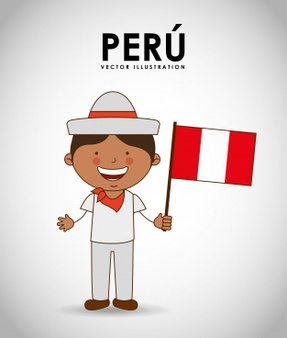 PERÚ
VECTOR ILLUSTRATION